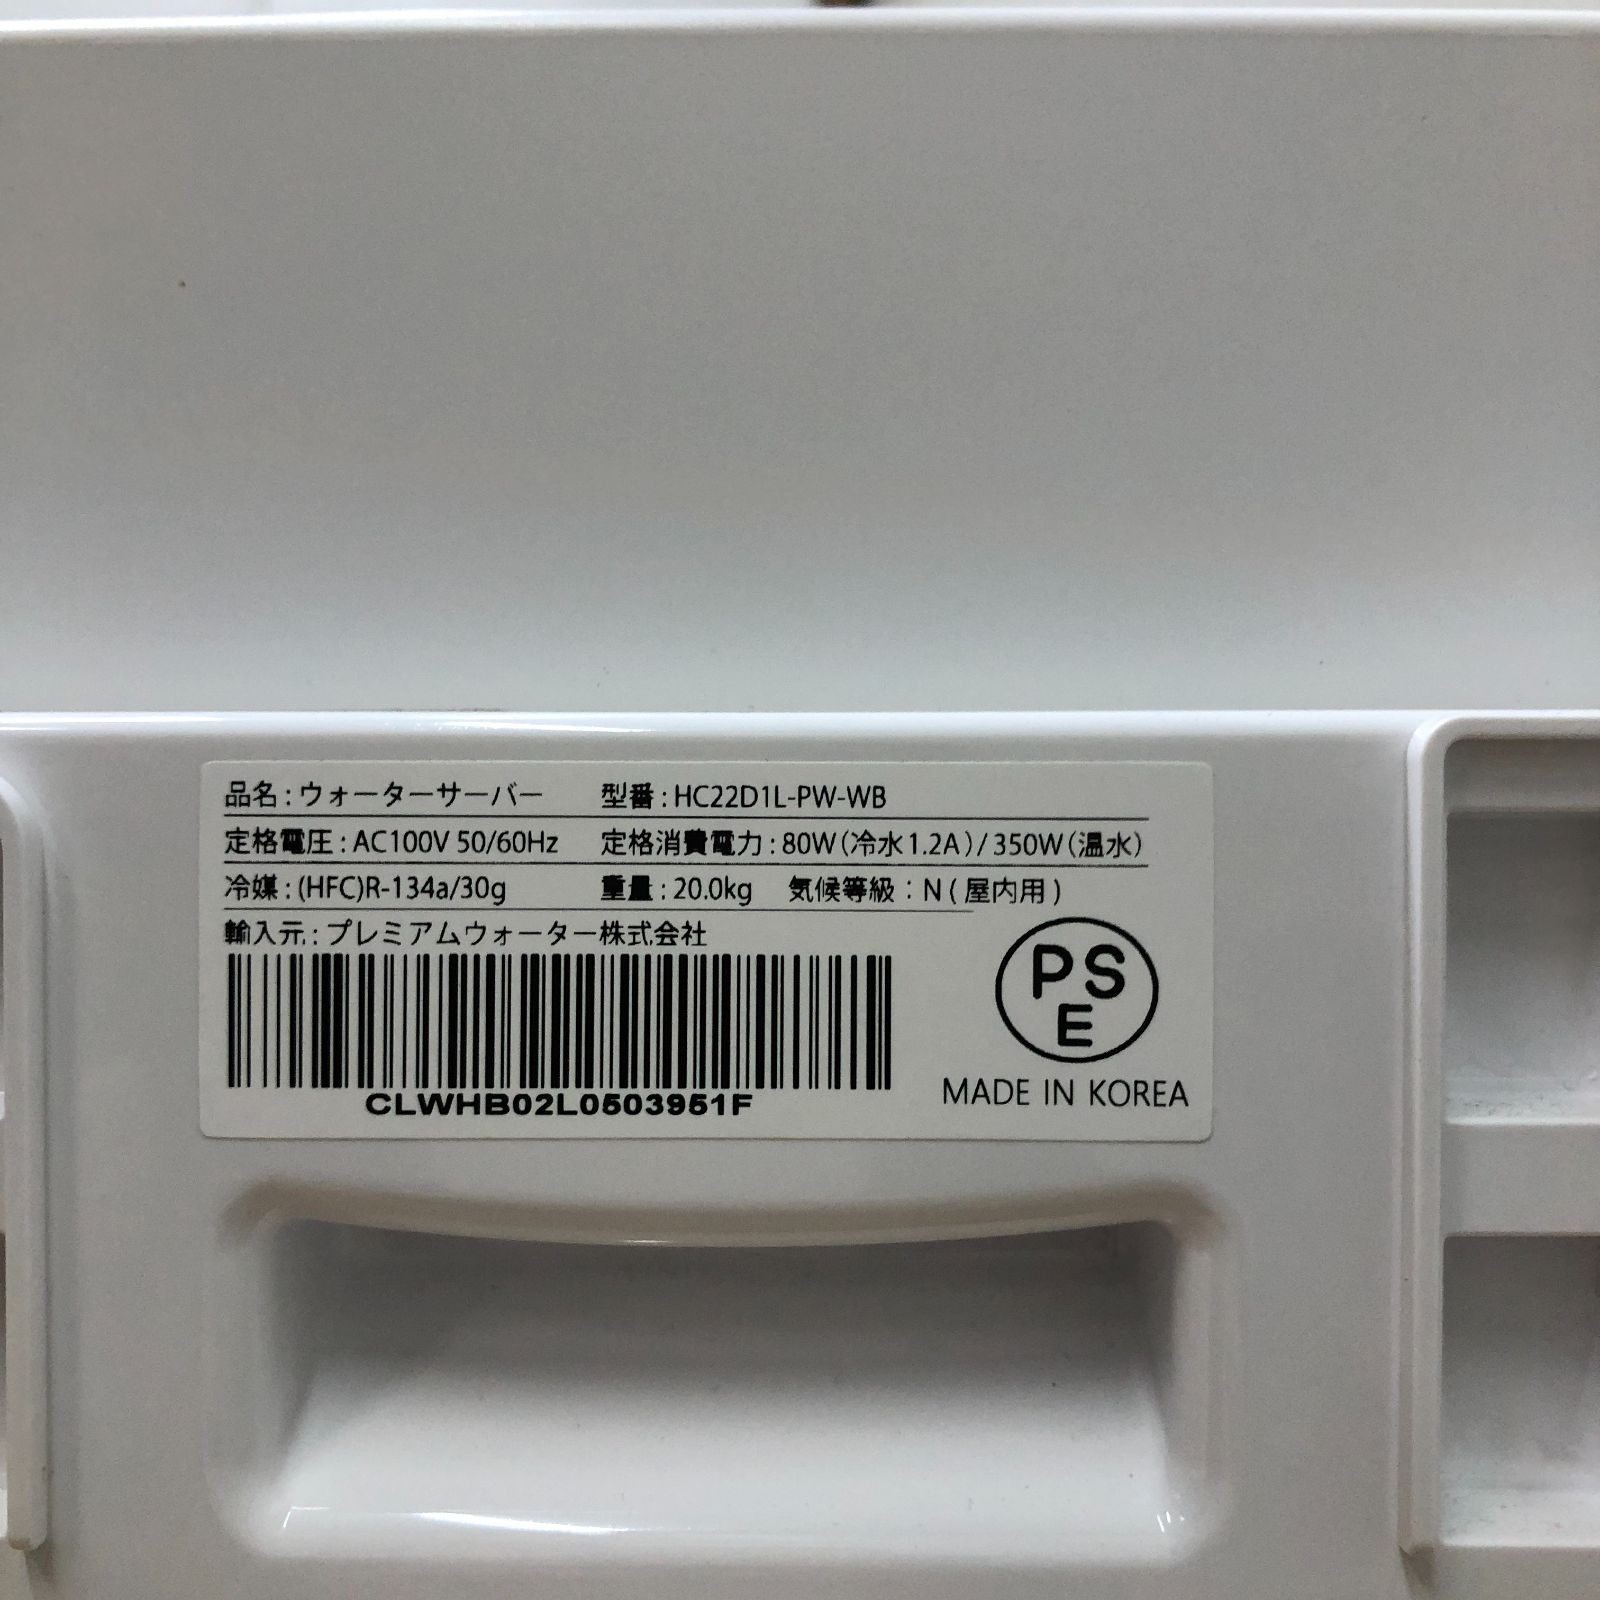 品名:ウォーターサーバー 型番:HC22D1L-PW-WB
定格電圧:AC100V 50/60Hz 定格消費電力:80W(冷水1.2A)/350W(温水)
冷媒:(HFC)R-134a/30g 重量:20.0kg 気候等級:N(屋内用)
輸入元:プレミアムウォーター株式会社
PS
E
CLWHB02L0503951F
MADE IN KOREA